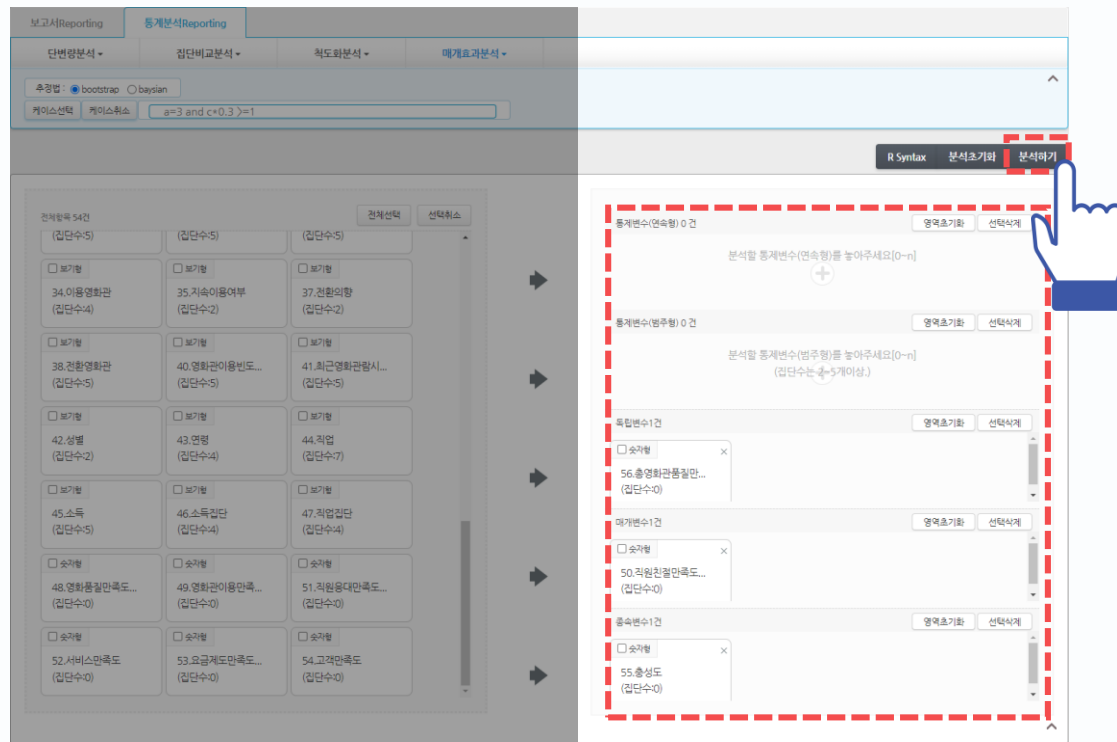 보고서Reporting 통계분석Reporting
단변량분석 집단비교분석 척도화분석 매개효과분석
추정법 : bootstrap baysian
케이스선택 케이스취소 a=3 and c*0.3 >=1
R Syntax 분석초기화 분석하기
전체항목 54건 전체선택 선택취소
(집단수:5) (집단수:5) (집단수:5)
보기형 보기형 보기형
34.이용영화관 35.지속이용여부 37.전환의향
(집단수:4) (집단수:2) (집단수:2)
보기형 보기형 보기형
38.전환영화관 40.영화관이용빈도... 41.최근영화관람시...
(집단수:5) (집단수:5) (집단수:5)
보기형 보기형 보기형
42.성별 43.연령 44.직업
(집단수:2) (집단수:4) (집단수:7)
보기형 보기형 보기형
45.소득 46.소득집단 47.직업집단
(집단수:5) (집단수:4) (집단수:4)
숫자형 숫자형 숫자형
48.영화품질만족도... 49.영화관이용만족... 51.직원응대만족도...
(집단수:0) (집단수:0) (집단수:0)
숫자형 숫자형 숫자형
52.서비스만족도 53.요금제도만족도... 54.고객만족도
(집단수:0) (집단수:0) (집단수:0)
통제변수(연속형) 0 건 영역초기화 선택삭제
분석할 통제변수(연속형)를 놓아주세요[0~n]
통제변수(범주형) 0 건 영역초기화 선택삭제
분석할 통제변수(범주형)를 놓아주세요[0~n]
(집단수는 2~5개이상.)
독립변수1건 영역초기화 선택삭제
숫자형
56.총영화관품질만...
(집단수:0)
매개변수1건 영역초기화 선택삭제
숫자형
50.직원친절만족도...
(집단수:0)
종속변수1건 영역초기화 선택삭제
숫자형
55.충성도
(집단수:0)